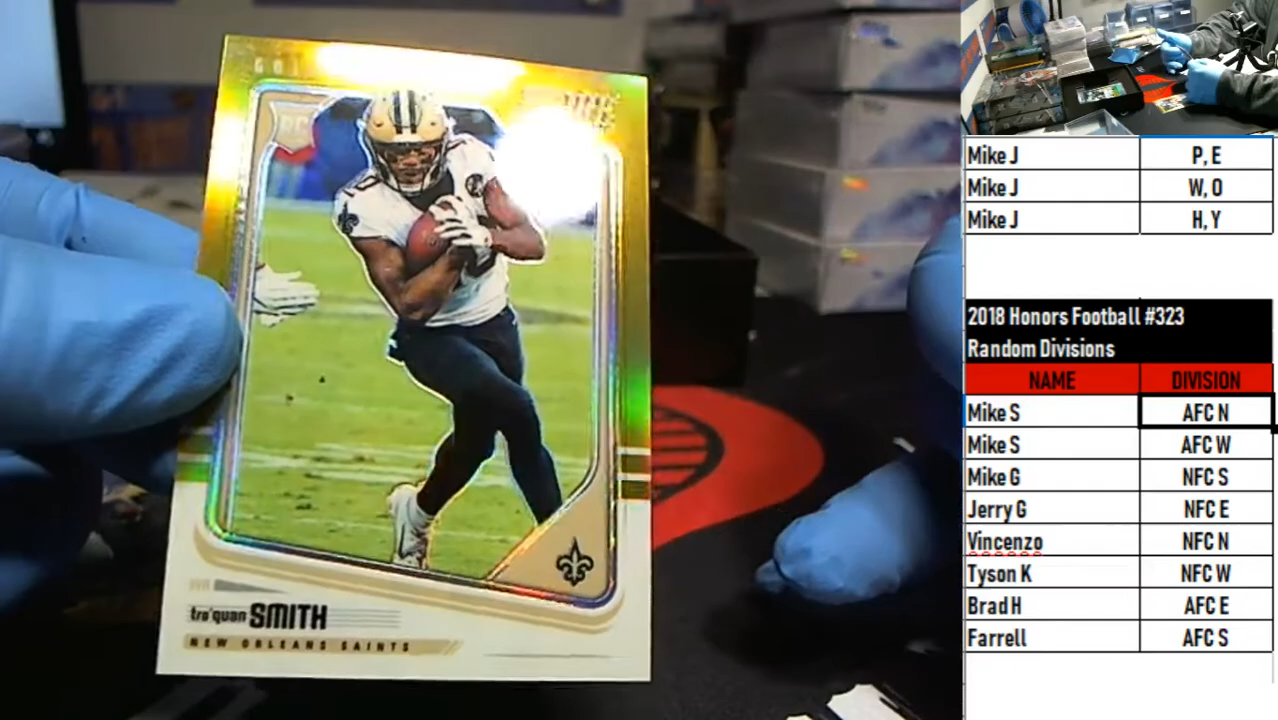 RC
tre'quan SMITH
NEW ORLEANS SAINTS
Mike J P, E
Mike J W, O
Mike J H, Y
2018 Honors Football #323
Random Divisions
NAME DIVISION
Mike S AFC N
Mike S AFC W
Mike G NFC S
Jerry G NFC E
Vincenzo NFC N
Tyson K NFC W
Brad H AFC E
Farrell AFC S